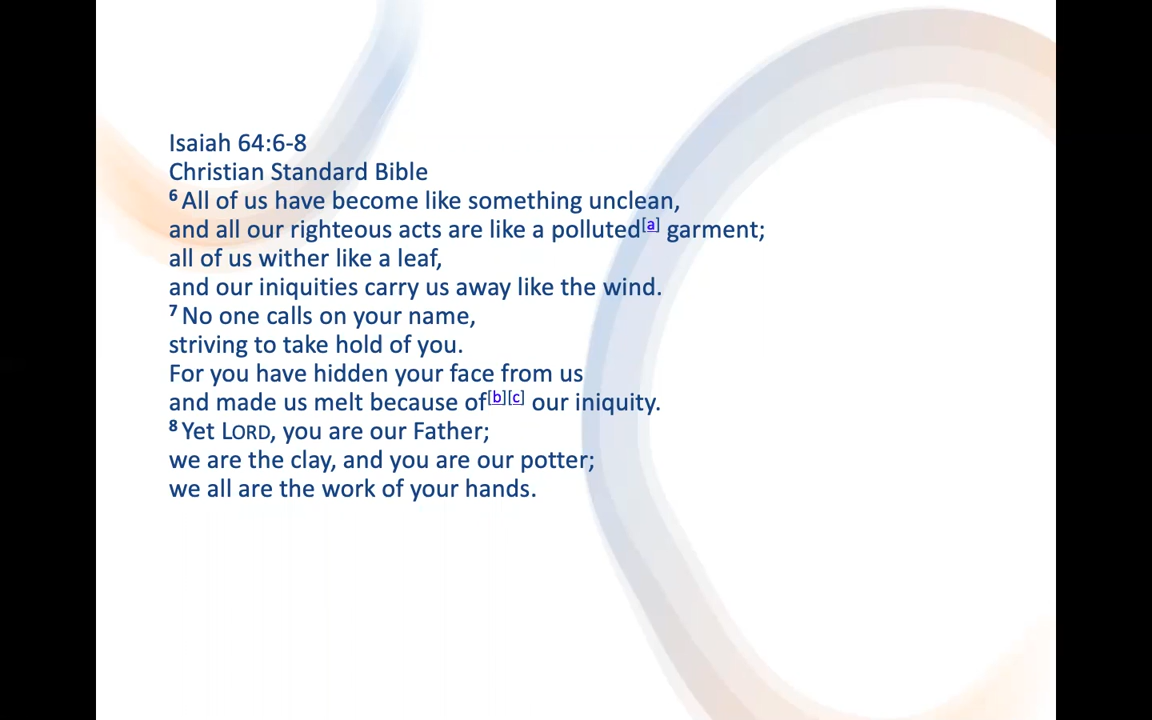 Isaiah 64:6-8
Christian Standard Bible
6 All of us have become like something unclean,
and all our righteous acts are like a polluted[a] garment;
all of us wither like a leaf,
and our iniquities carry us away like the wind.
7 No one calls on your name,
striving to take hold of you.
For you have hidden your face from us
and made us melt because of[b][c] our iniquity.
8 Yet LORD, you are our Father;
we are the clay, and you are our potter;
we all are the work of your hands.